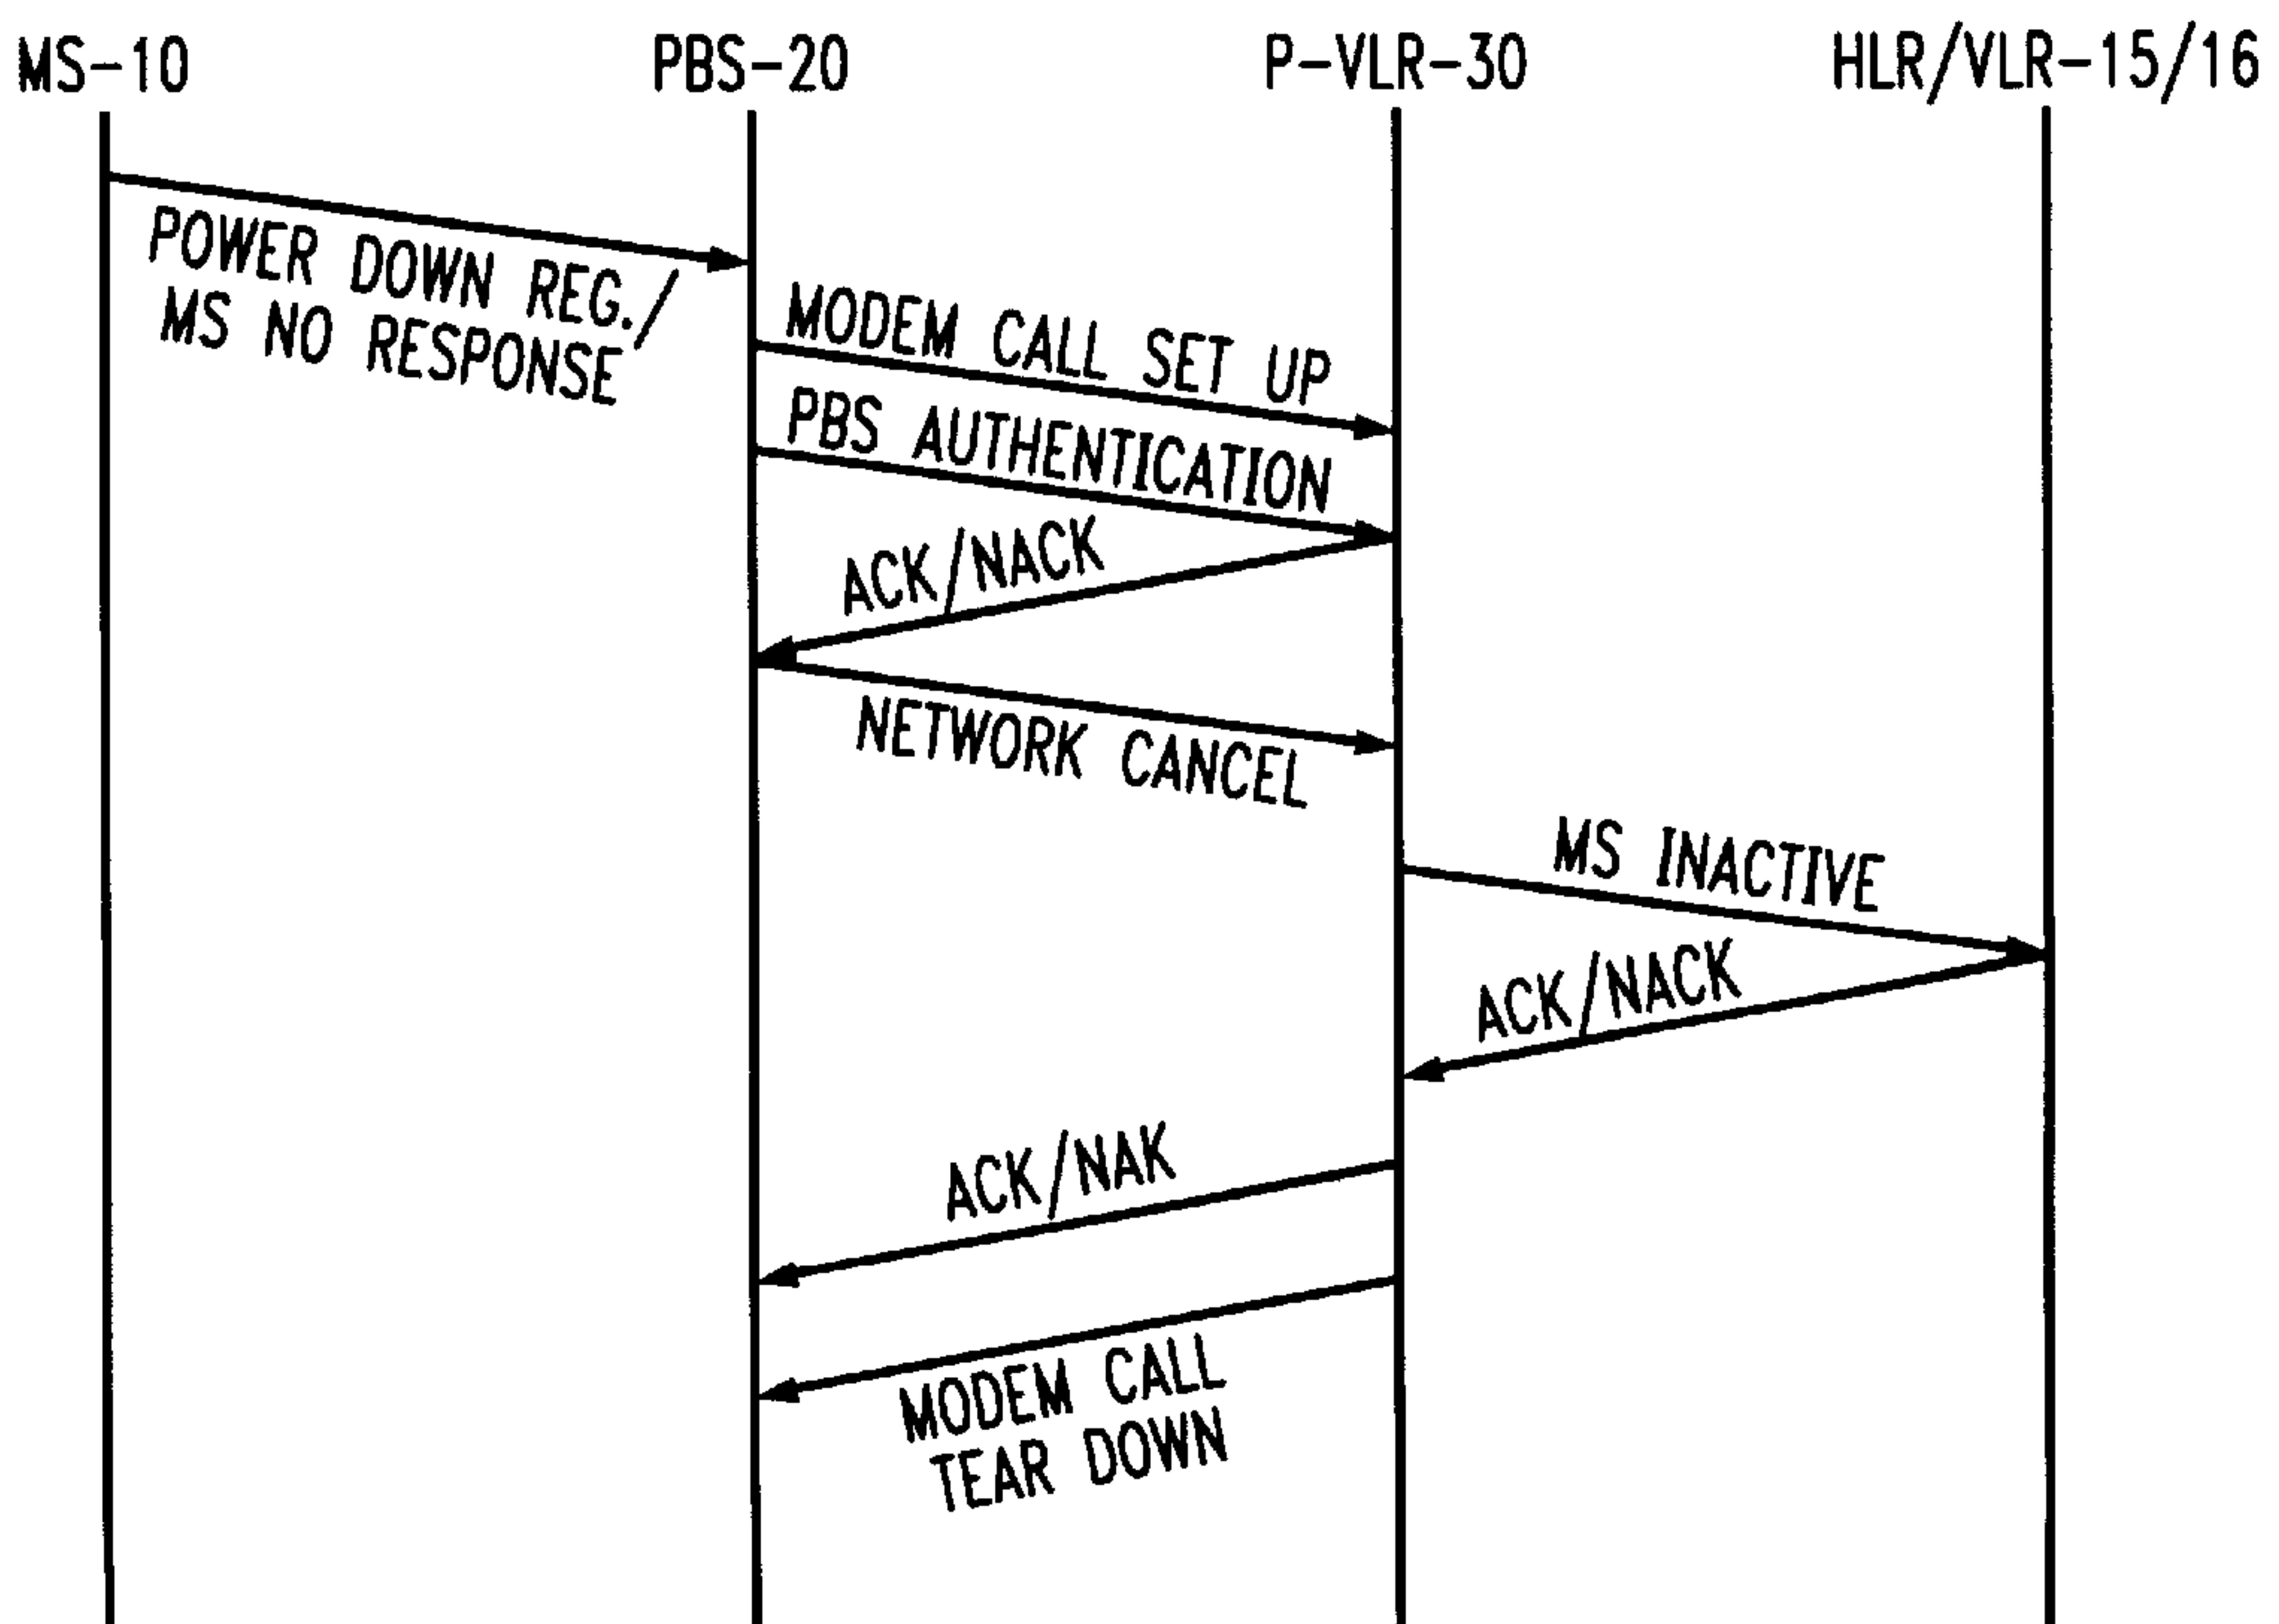 MS-10 PBS-20 P-VLR-30 HLR/VLR-15/16
POWER DOWN REG./
MS NO RESPONSE
MODEM CALL SET UP
PBS AUTHENTICATION
ACK/NACK
NETWORK CANCEL
MS INACTIVE
ACK/NACK
ACK/NAK
MODEM CALL
TEAR DOWN